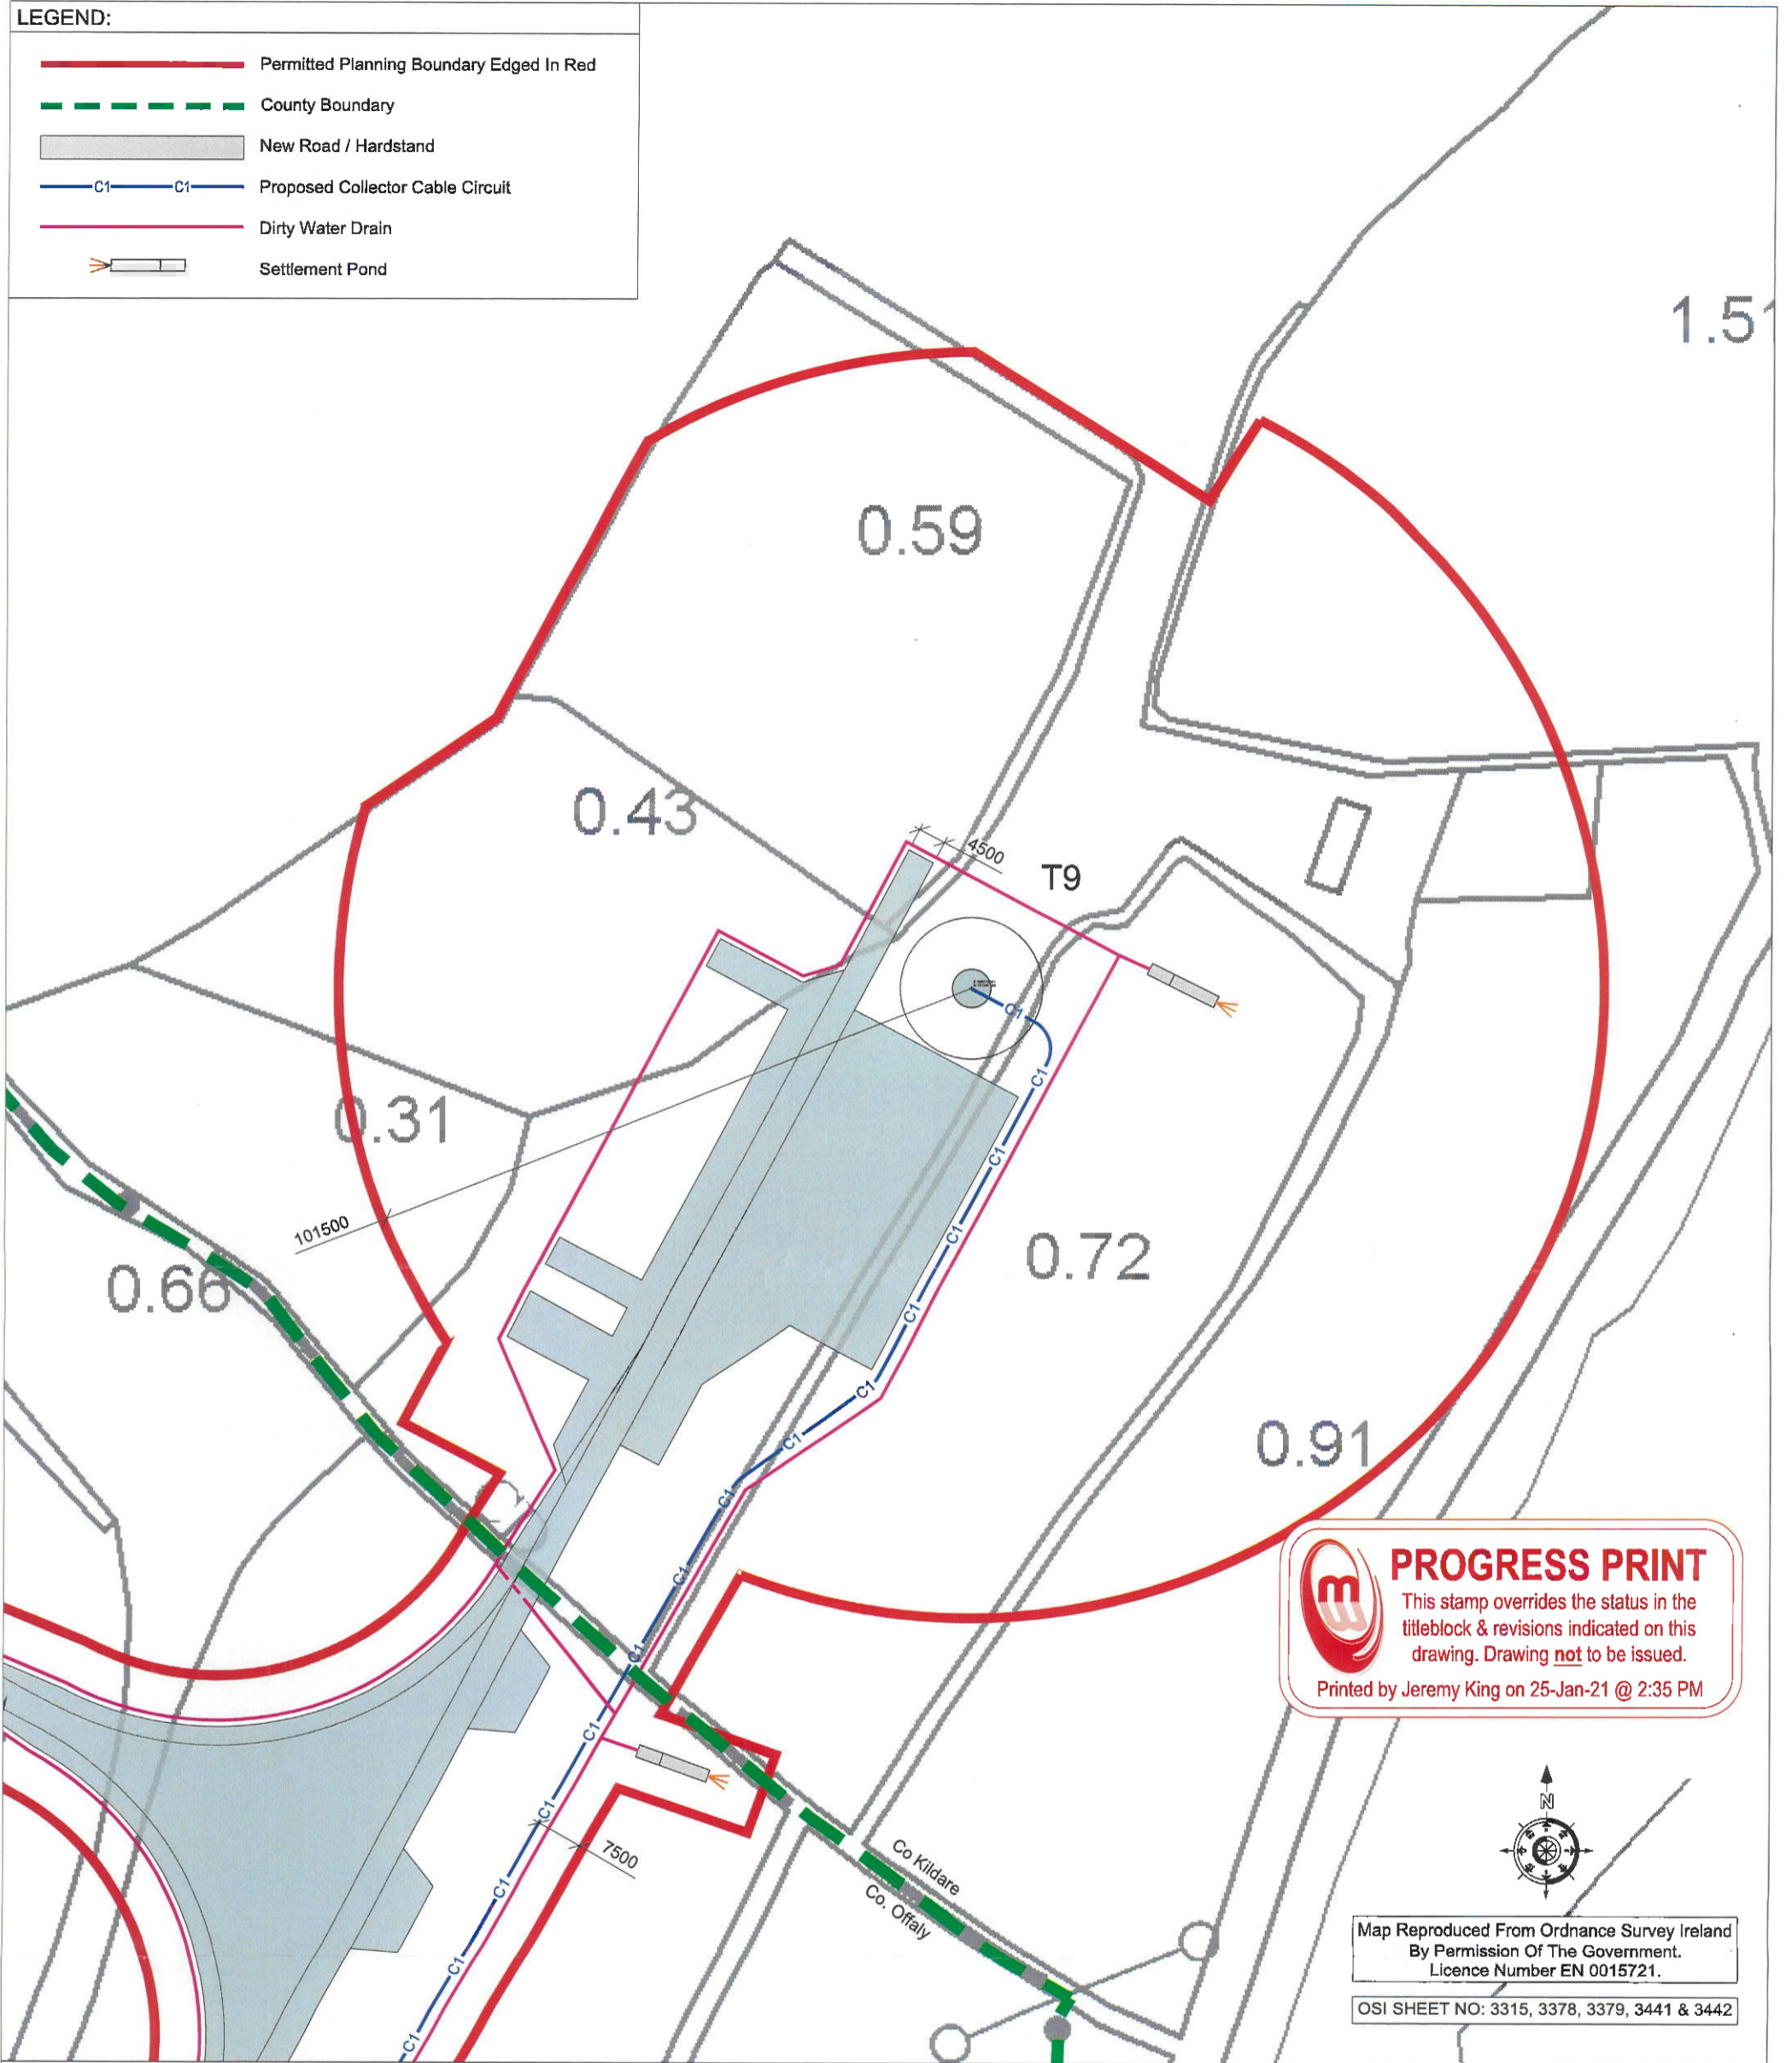 LEGEND:
Permitted Planning Boundary Edged In Red
County Boundary
New Road / Hardstand
C1 C1
Proposed Collector Cable Circuit
Dirty Water Drain
Settlement Pond
1.51
0.59
0.43
4500
T9
C1
C1
0.31
C1
C1
101500
0.72
0.66
C1
C1
0.91
C1
C1
C1
C1
PROGRESS PRINT
This stamp overrides the status in the
titleblock & revisions indicated on this
drawing. Drawing not to be issued.
Printed by Jeremy King on 25-Jan-21 @ 2:35 PM
C1
C1
7500
N
Co Kildare
Co. Offaly
C1
C1
C1
Map Reproduced From Ordnance Survey Ireland
By Permission Of The Government.
Licence Number EN 0015721.
OSI SHEET NO: 3315, 3378, 3379, 3441 & 3442